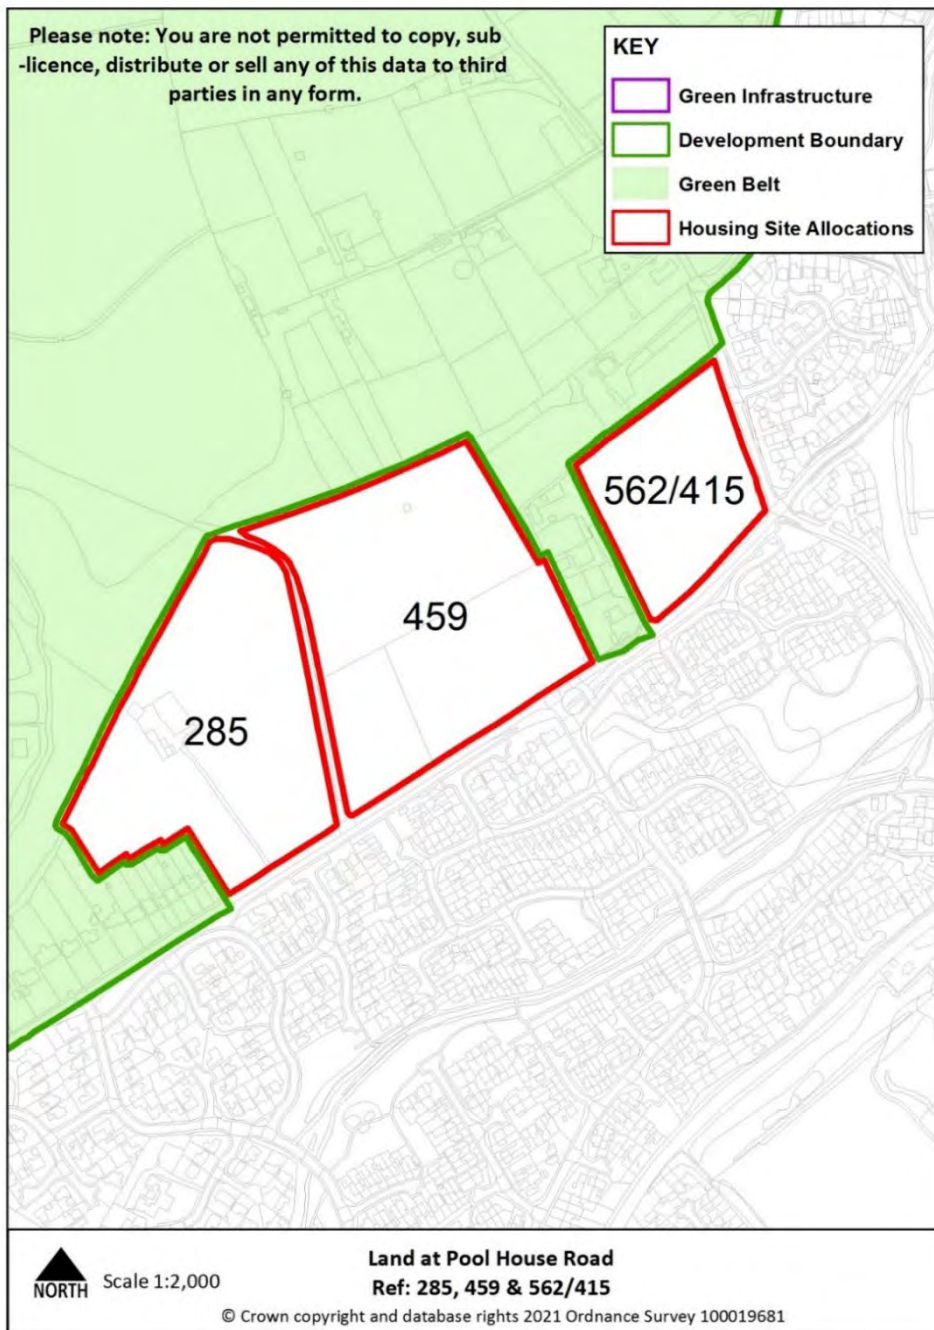 Please note: You are not permitted to copy, sub
-licence, distribute or sell any of this data to third
parties in any form.
KEY
Green Infrastructure
Development Boundary
Green Belt
Housing Site Allocations
562/415
459
285
NORTH
Scale 1:2,000
Land at Pool House Road
Ref: 285, 459 & 562/415
© Crown copyright and database rights 2021 Ordnance Survey 100019681